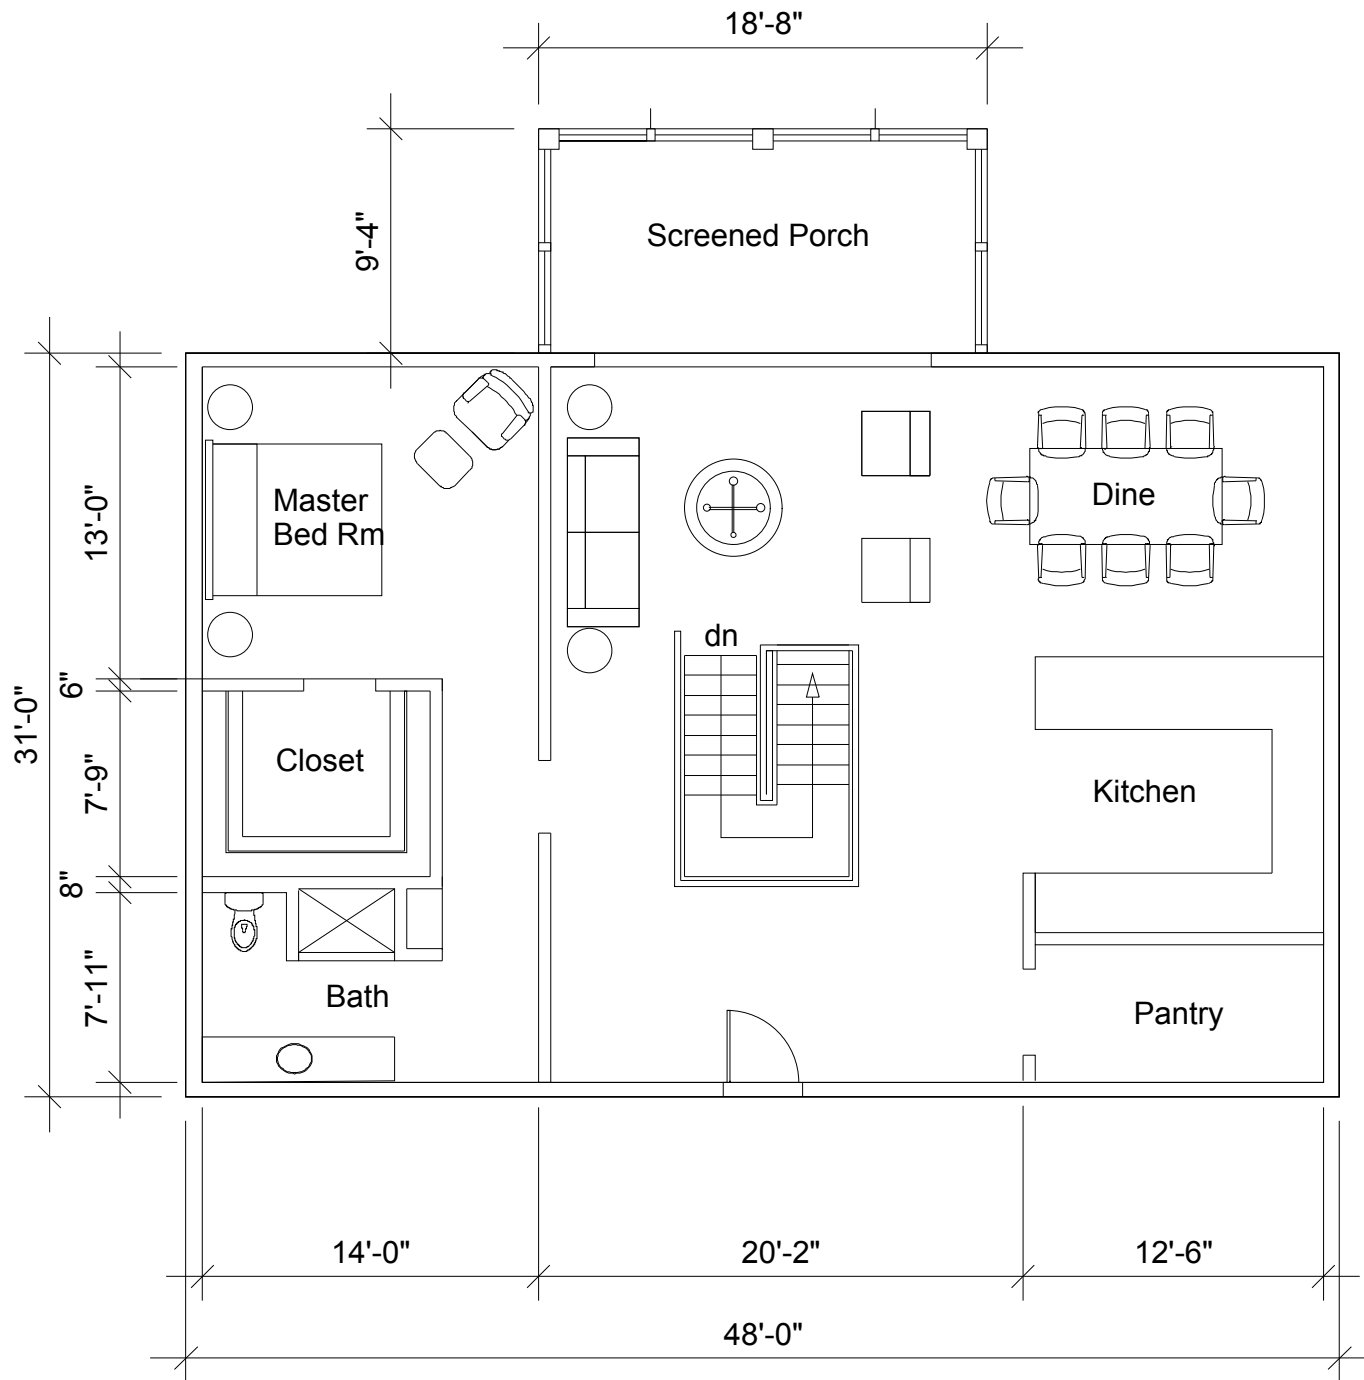 18'-8"
9'-4"
Screened Porch
Master
Bed Rm
Dine
13'-0"
dn
6"
31'-0"
Closet
7'-9"
Kitchen
8"
7'-11"
Bath
Pantry
14'-0"
20'-2"
12'-6"
48'-0"